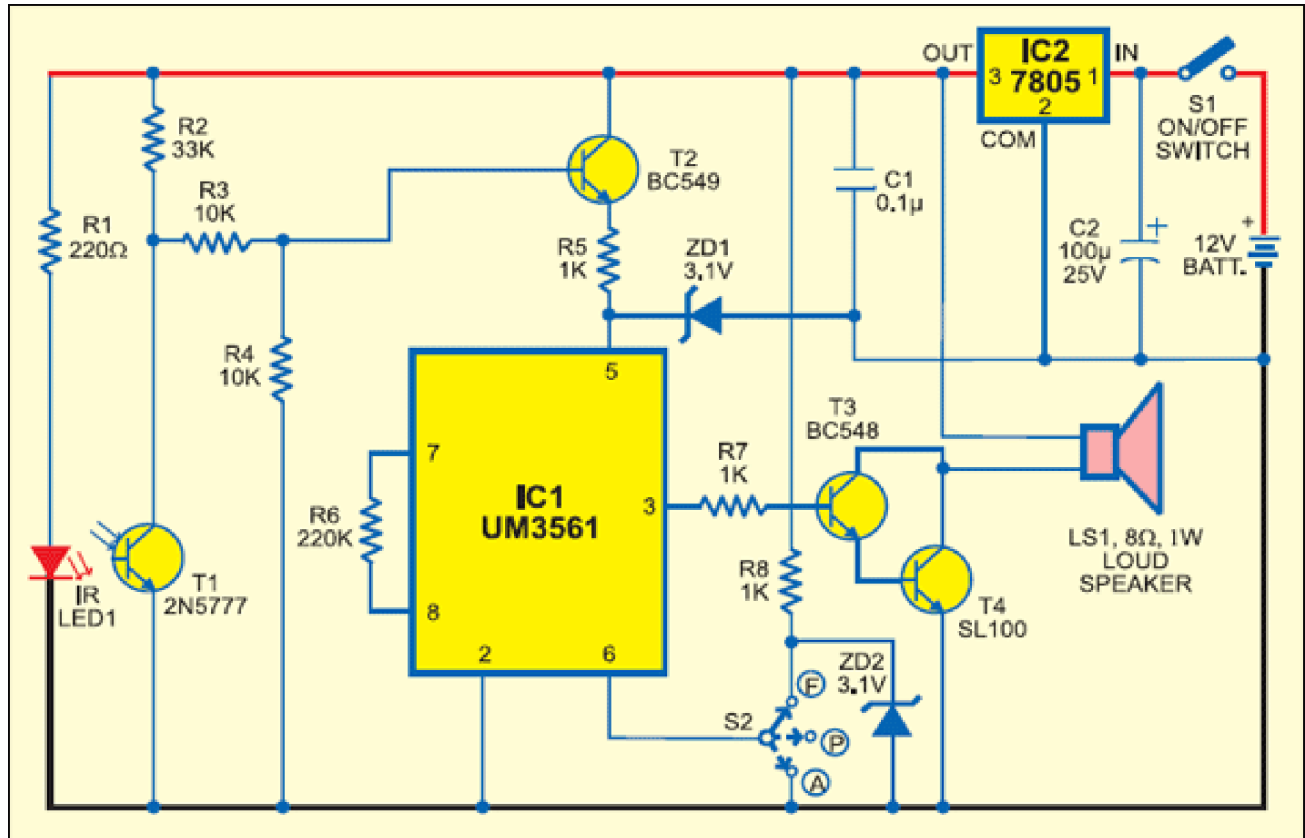 OUT
IC2
7805
IN
3
1
2
COM
S1
ON/OFF
SWITCH
R2
33K
R3
10K
R1
220Ω
T2
BC549
R5
1K
ZD1
3.1V
C1
0.1µ
C2
100µ
25V
+
12V
BATT.
+
R4
10K
5
7
IC1
UM3561
3
8
2
6
R6
220K
R7
1K
T3
BC548
LS1, 8Ω, 1W
LOUD
SPEAKER
IR
LED1
T1
2N5777
R8
1K
T4
SL100
ZD2
3.1V
S2
F
P
A